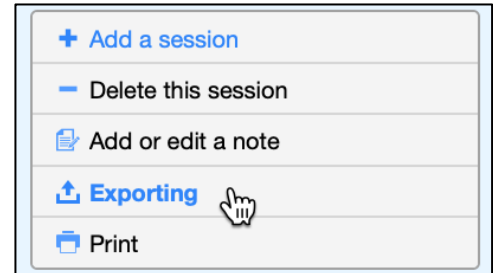 Add a session
Delete this session
Add or edit a note
Exporting
Print